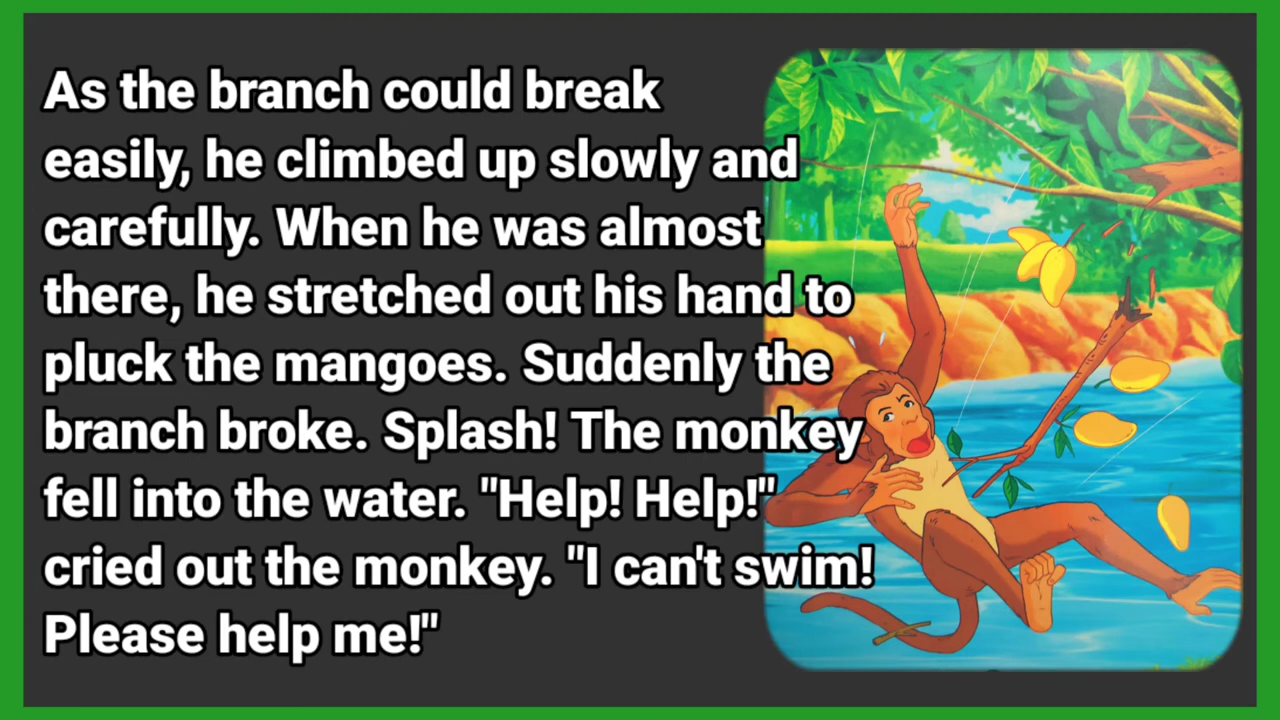 As the branch could break
easily, he climbed up slowly and
carefully. When he was almost
there, he stretched out his hand to
pluck the mangoes. Suddenly the
branch broke. Splash! The monkey
fell into the water. "Help! Help!"
cried out the monkey. "I can't swim!
Please help me!"